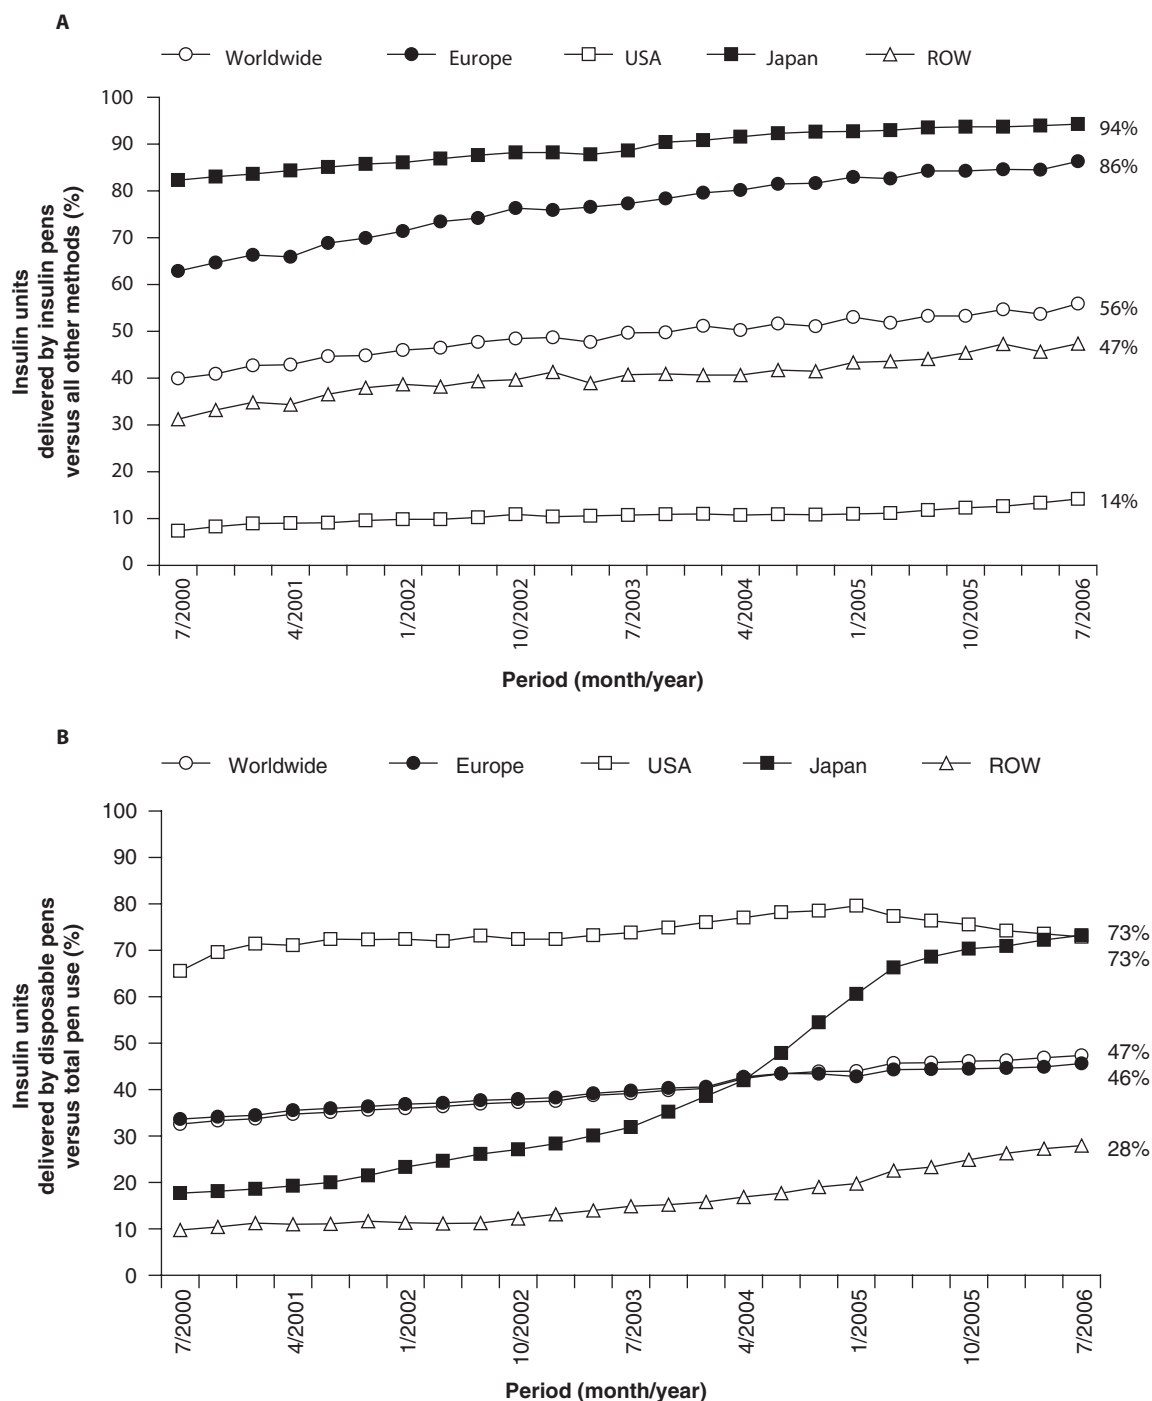 A
Worldwide Europe USA Japan ROW
100
90
80
70
60
50
40
30
20
10
0
Insulin units
delivered by insulin pens
versus all other methods (%)
94%
86%
56%
47%
14%
7/2000 4/2001 1/2002 10/2002 7/2003 4/2004 1/2005 10/2005 7/2006
Period (month/year)
B
Worldwide Europe USA Japan ROW
100
90
80
70
60
50
40
30
20
10
0
Insulin units
delivered by disposable pens
versus total pen use (%)
73%
73%
47%
46%
28%
7/2000 4/2001 1/2002 10/2002 7/2003 4/2004 1/2005 10/2005 7/2006
Period (month/year)